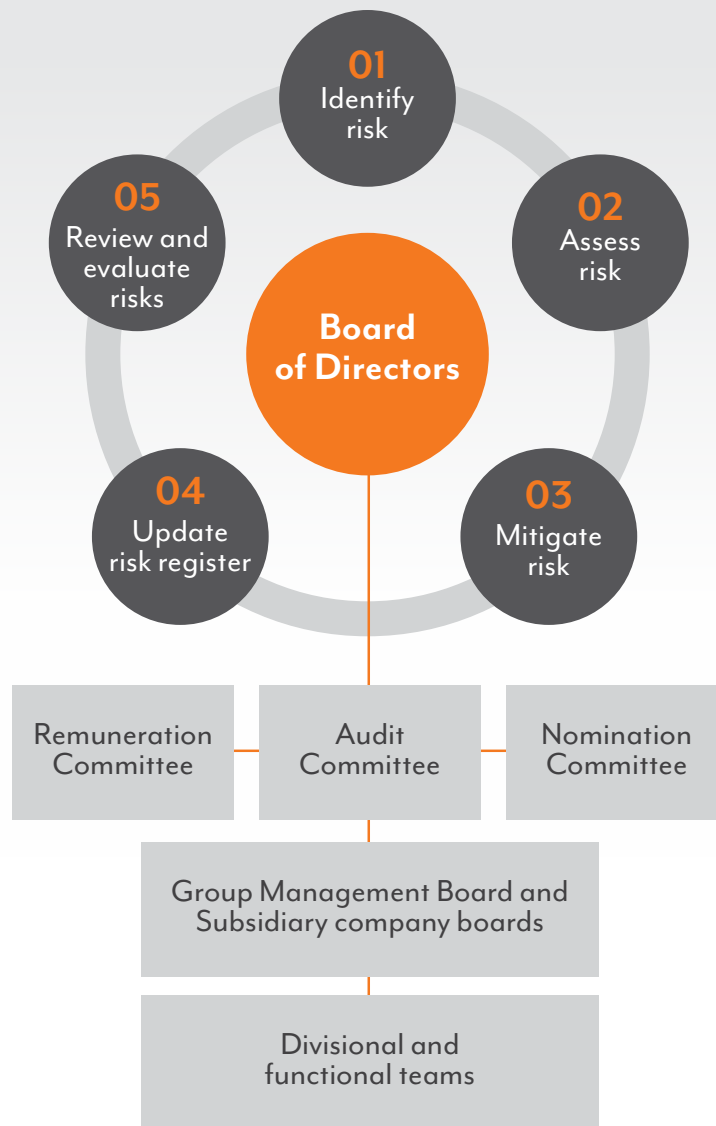 01
Identify
risk
02
Assess
risk
03
Mitigate
risk
04
Update
risk register
05
Review and
evaluate
risks
Board
of Directors
Remuneration
Committee
Audit
Committee
Nomination
Committee
Group Management Board and
Subsidiary company boards
Divisional and
functional teams